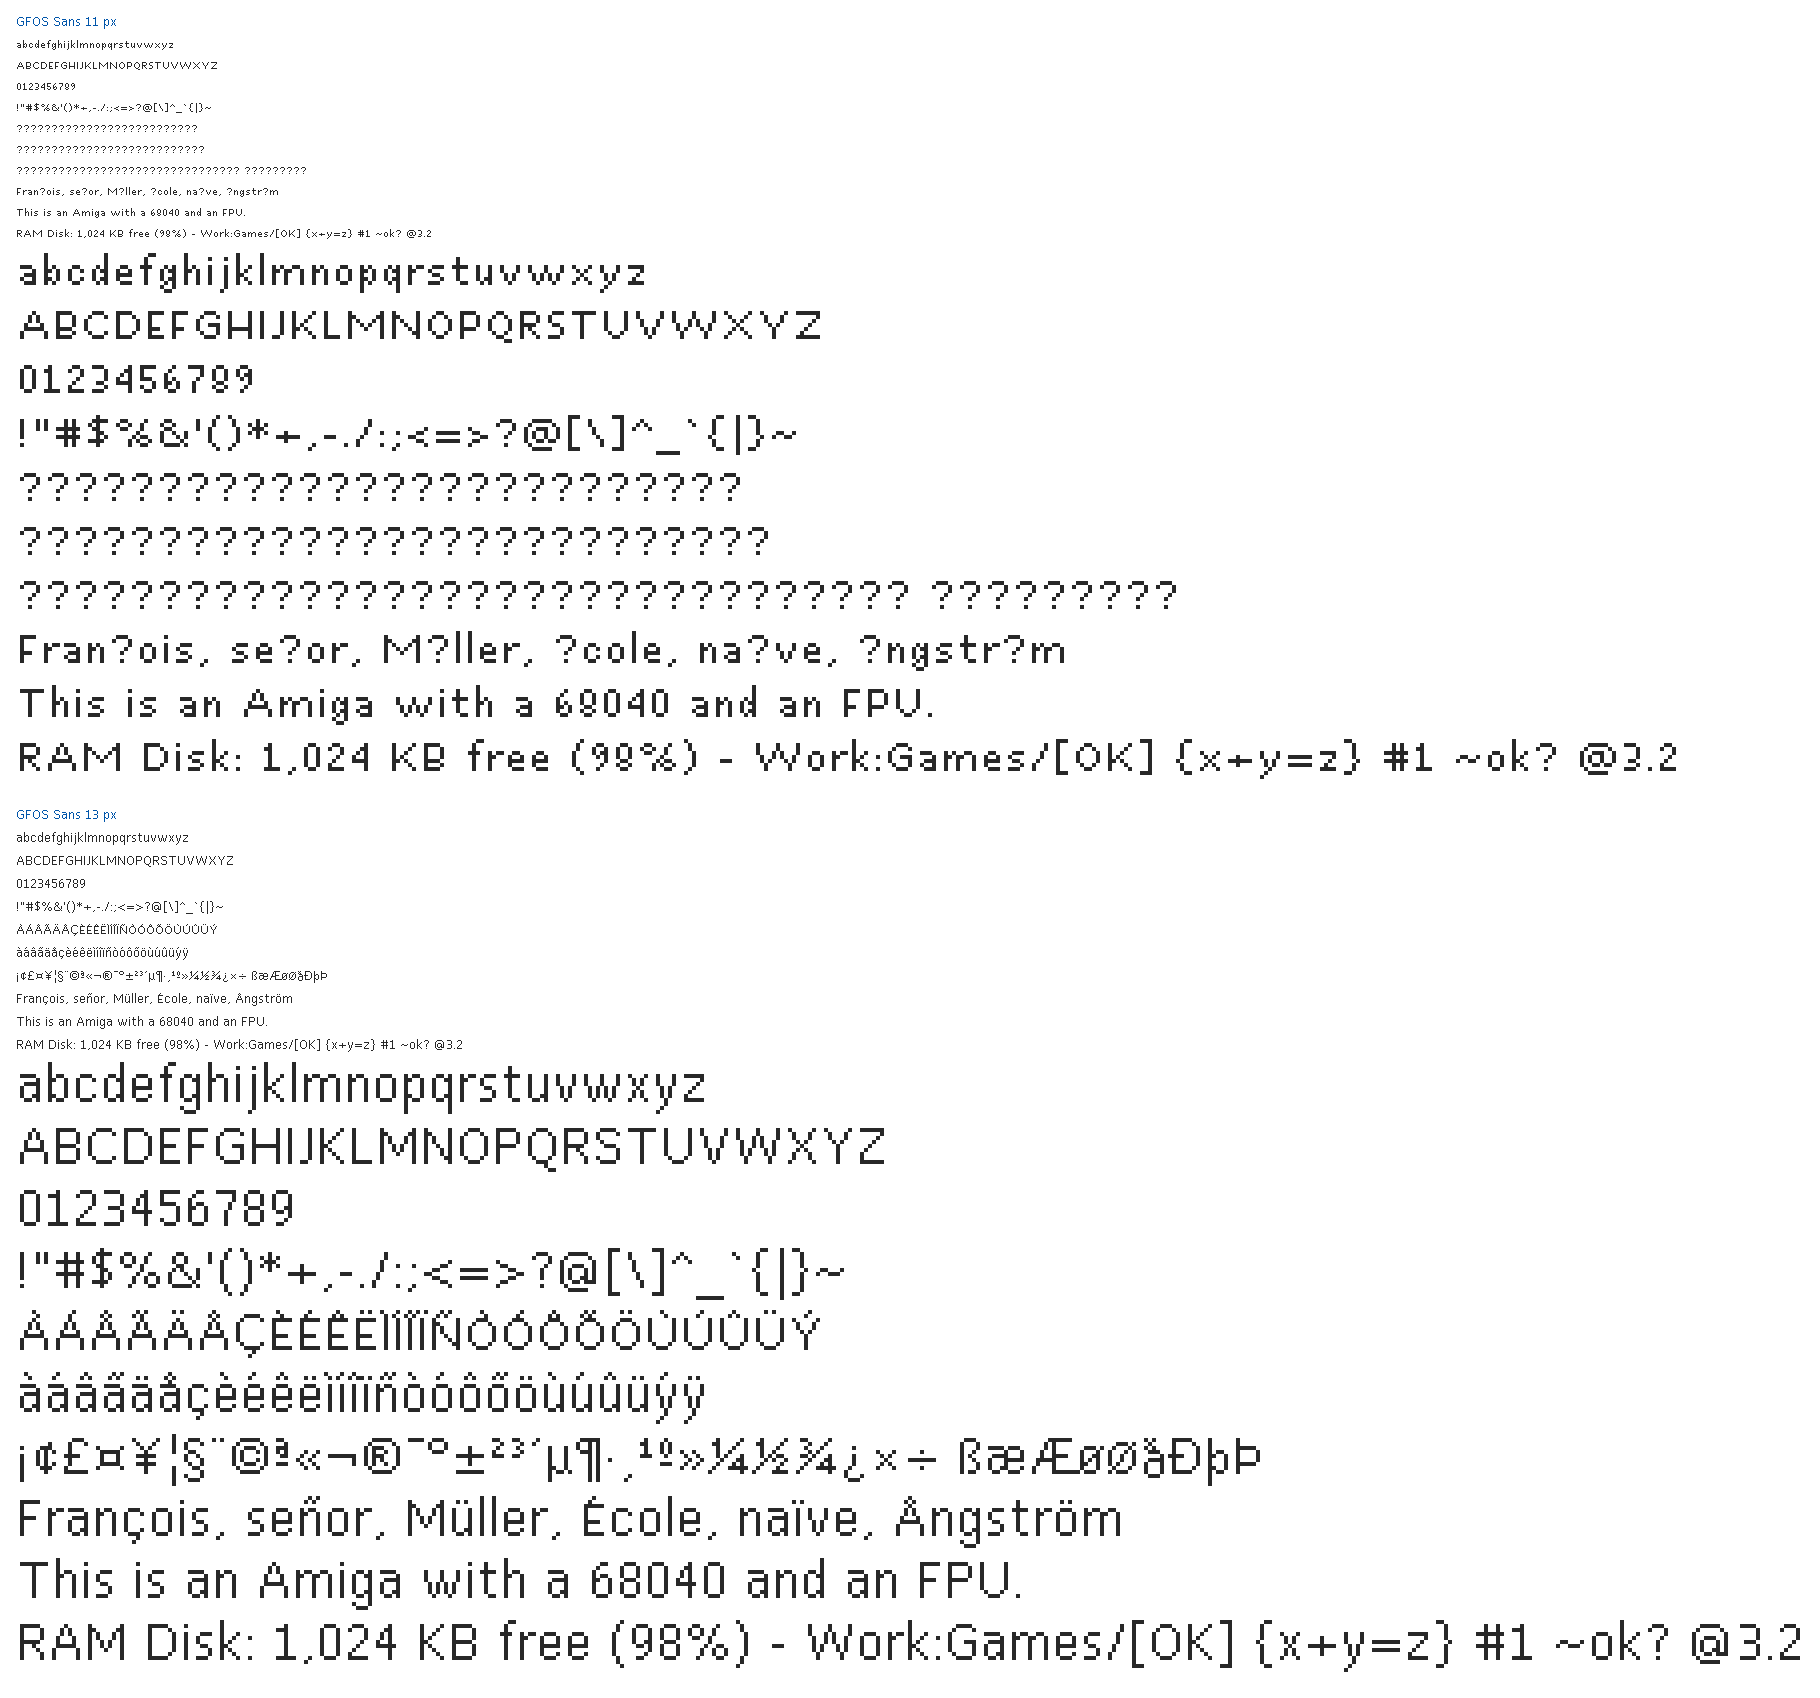 GFOS Sans 11 px
abcdefghijklmnopqrstuvwxyz
ABCDEFGHIJKLMNOPQRSTUVWXYZ
0123456789
!"#$%&'()*+,-./:;<=>?@[\]^_`{|}~
??????????????????????????
???????????????????????????
???????????????????????????????? ?????????
Fran?ois, se?or, M?ller, ?cole, na?ve, ?ngstr?m
This is an Amiga with a 68040 and an FPU.
RAM Disk: 1,024 KB free (98%) - Work:Games/[OK] {x+y=z} #1 ~ok? @3.2
abcdefghijklmnopqrstuvwxyz
ABCDEFGHIJKLMNOPQRSTUVWXYZ
0123456789
!"#$%&'()*+,-./:;<=>?@[\]^_`{|}~
??????????????????????????
???????????????????????????
???????????????????????????????? ?????????
Fran?ois, se?or, M?ller, ?cole, na?ve, ?ngstr?m
This is an Amiga with a 68040 and an FPU.
RAM Disk: 1,024 KB free (98%) - Work:Games/[OK] {x+y=z} #1 ~ok? @3.2
GFOS Sans 13 px
abcdefghijklmnopqrstuvwxyz
ABCDEFGHIJKLMNOPQRSTUVWXYZ
0123456789
!"#$%&'()*+,-./:;<=>?@[\]^_`{|}~
ÀÁÂÃÄÅÇÈÉÊËÌÍÎÏÑÒÓÔÕÖÙÚÛÜÝ
àáâãäåçèéêëìíîïñòóôõöùúûüýÿ
¡¢£¤¥¦§¨©ª«¬®¯°±²³´µ¶·¸¹º»¼½¾¿×÷ ßæÆøØðÐþÞ
François, señor, Müller, École, naïve, Ångström
This is an Amiga with a 68040 and an FPU.
RAM Disk: 1,024 KB free (98%) - Work:Games/[OK] {x+y=z} #1 ~ok? @3.2
abcdefghijklmnopqrstuvwxyz
ABCDEFGHIJKLMNOPQRSTUVWXYZ
0123456789
!"#$%&'()*+,-./:;<=>?@[\]^_`{|}~
ÀÁÂÃÄÅÇÈÉÊËÌÍÎÏÑÒÓÔÕÖÙÚÛÜÝ
àáâãäåçèéêëìíîïñòóôõöùúûüýÿ
¡¢£¤¥¦§¨©ª«¬®¯°±²³´µ¶·¸¹º»¼½¾¿×÷ ßæÆøØðÐþÞ
François, señor, Müller, École, naïve, Ångström
This is an Amiga with a 68040 and an FPU.
RAM Disk: 1,024 KB free (98%) - Work:Games/[OK] {x+y=z} #1 ~ok? @3.2